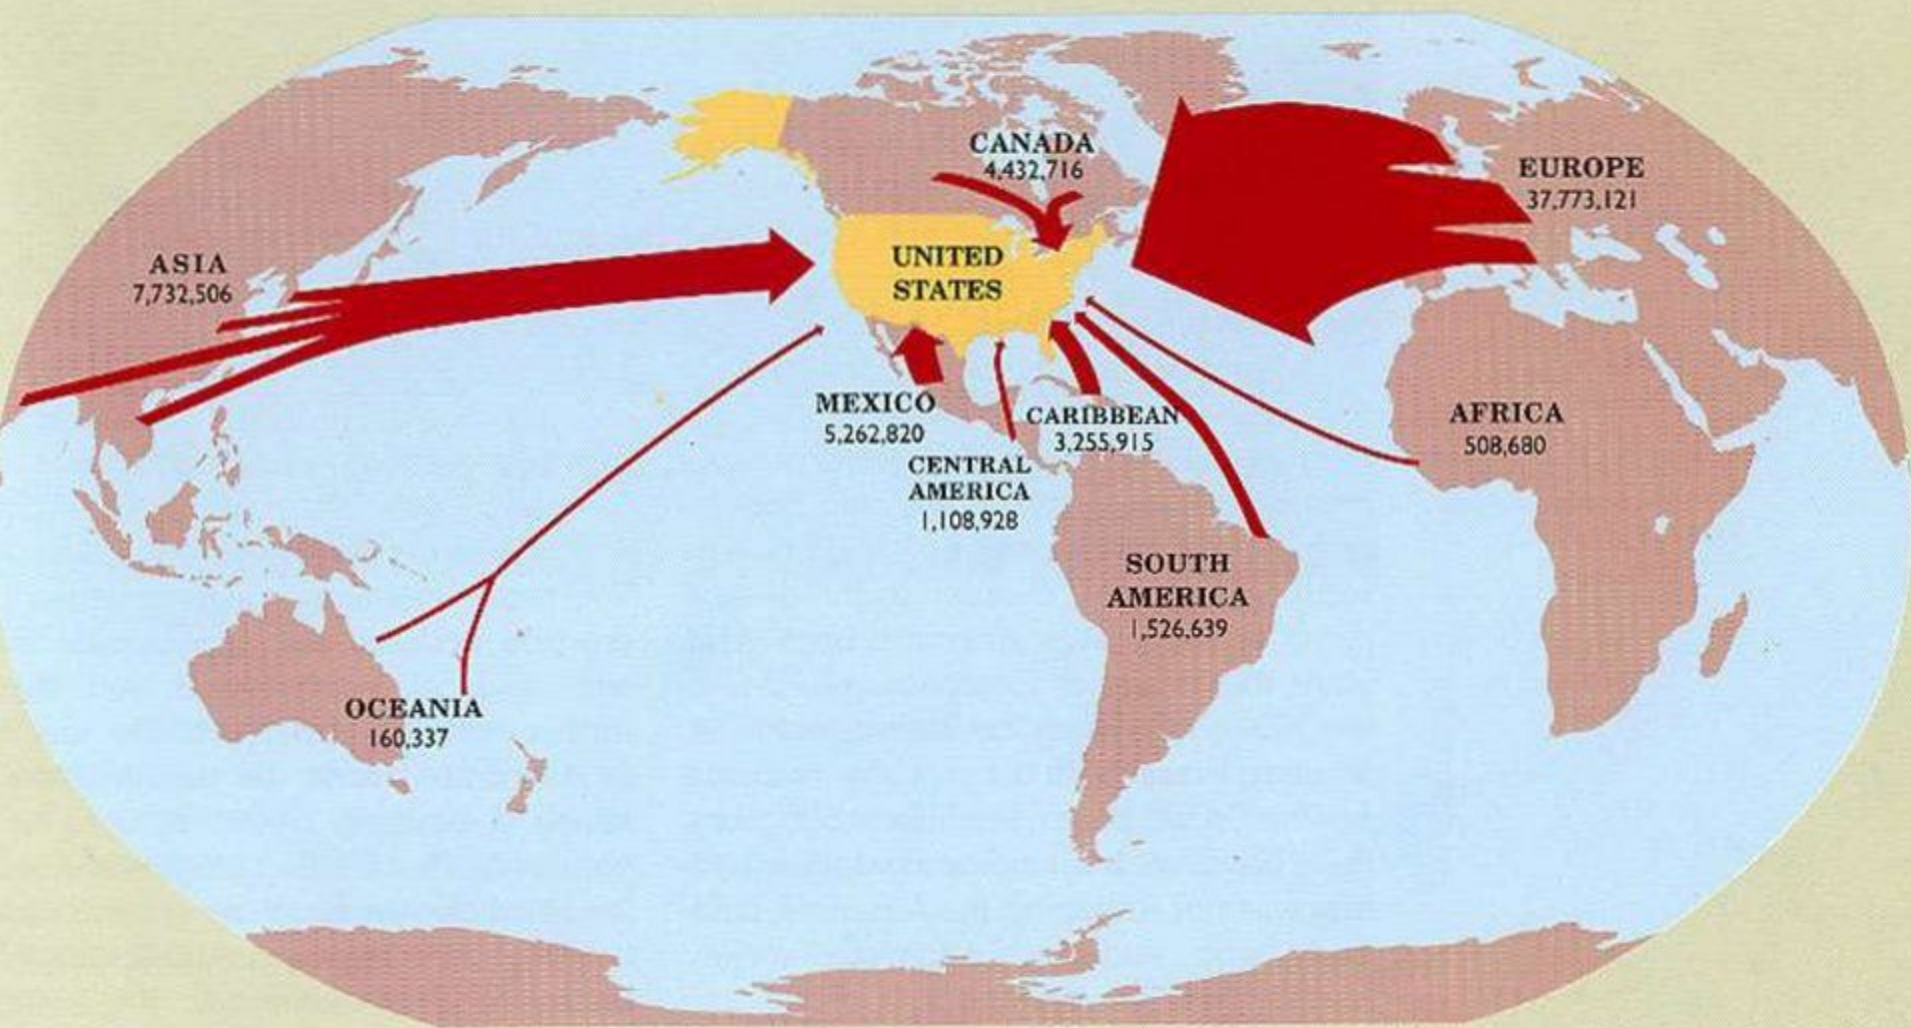 CANADA
4,432,716
EUROPE
37,773,121
ASIA
7,732,506
UNITED
STATES
MEXICO
5,262,820
CARIBBEAN
3,255,915
AFRICA
508,680
CENTRAL
AMERICA
1,108,928
SOUTH
AMERICA
1,526,639
OCEANIA
160,337